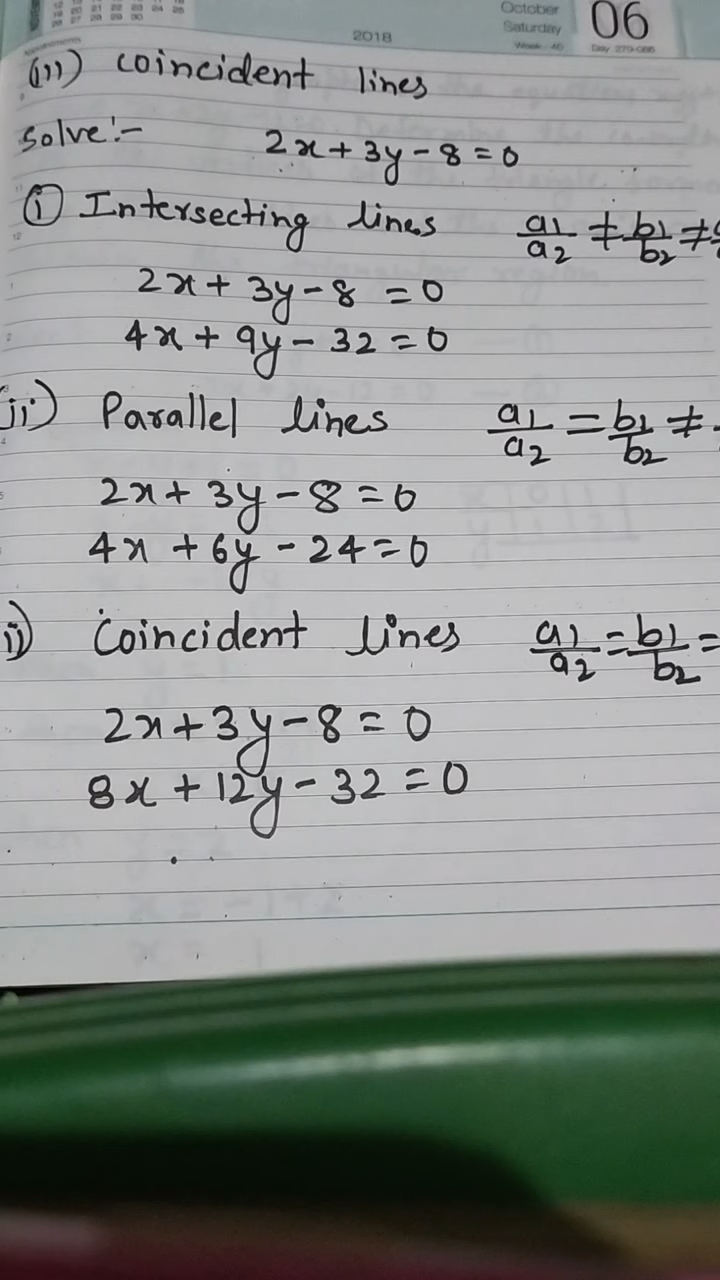 October
Saturday
06
2018
(iii) coincident lines
solve:- 2x+3y-8=0
① Intersecting lines a1/a2 ≠ b1/b2 ≠
2x+3y-8=0
4x+9y-32=0
ii) Parallel lines a1/a2 = b1/b2 ≠
2x+3y-8=0
4x+6y-24=0
ii) Coincident lines a1/a2 = b1/b2 =
2x+3y-8=0
8x+12y-32=0